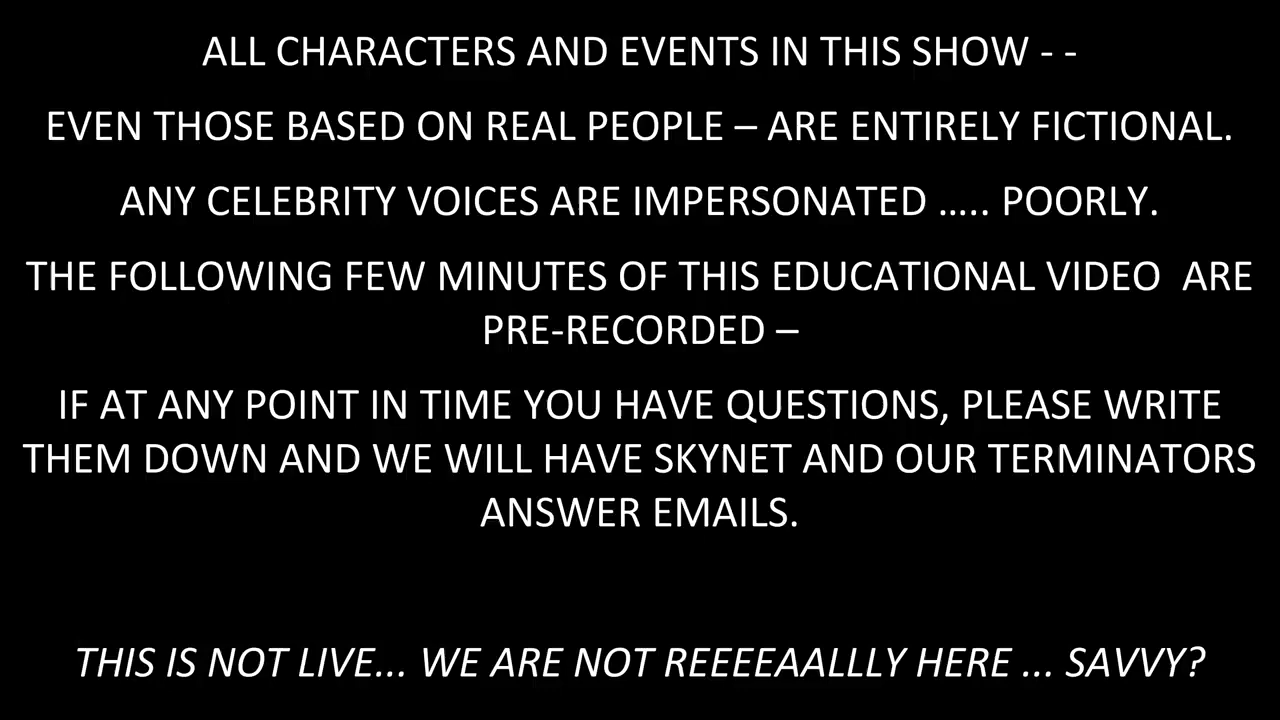 ALL CHARACTERS AND EVENTS IN THIS SHOW - -
EVEN THOSE BASED ON REAL PEOPLE – ARE ENTIRELY FICTIONAL.
ANY CELEBRITY VOICES ARE IMPERSONATED ….. POORLY.
THE FOLLOWING FEW MINUTES OF THIS EDUCATIONAL VIDEO  ARE
PRE-RECORDED –
IF AT ANY POINT IN TIME YOU HAVE QUESTIONS, PLEASE WRITE
THEM DOWN AND WE WILL HAVE SKYNET AND OUR TERMINATORS
ANSWER EMAILS.
THIS IS NOT LIVE... WE ARE NOT REEEEAALLLY HERE ... SAVVY?